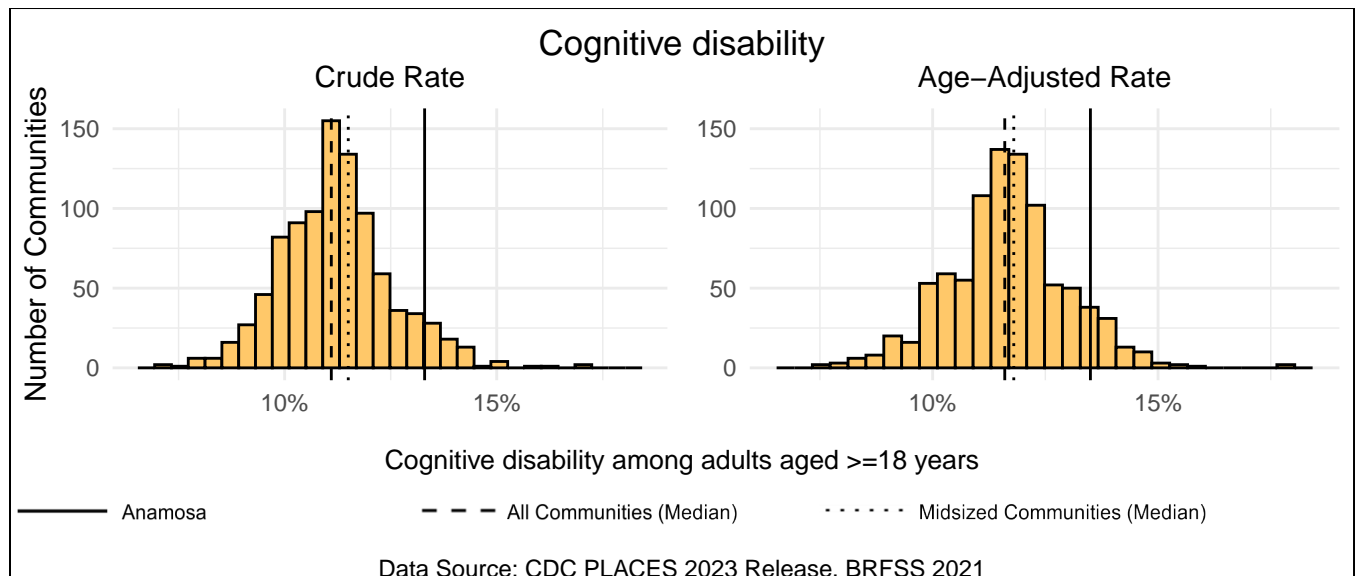 Cognitive disability
Crude Rate
Age−Adjusted Rate
Number of Communities
150
100
50
0
10%
15%
150
100
50
0
10%
15%
Cognitive disability among adults aged >=18 years
Anamosa
All Communities (Median)
Midsized Communities (Median)
Data Source: CDC PLACES 2023 Release, BRFSS 2021